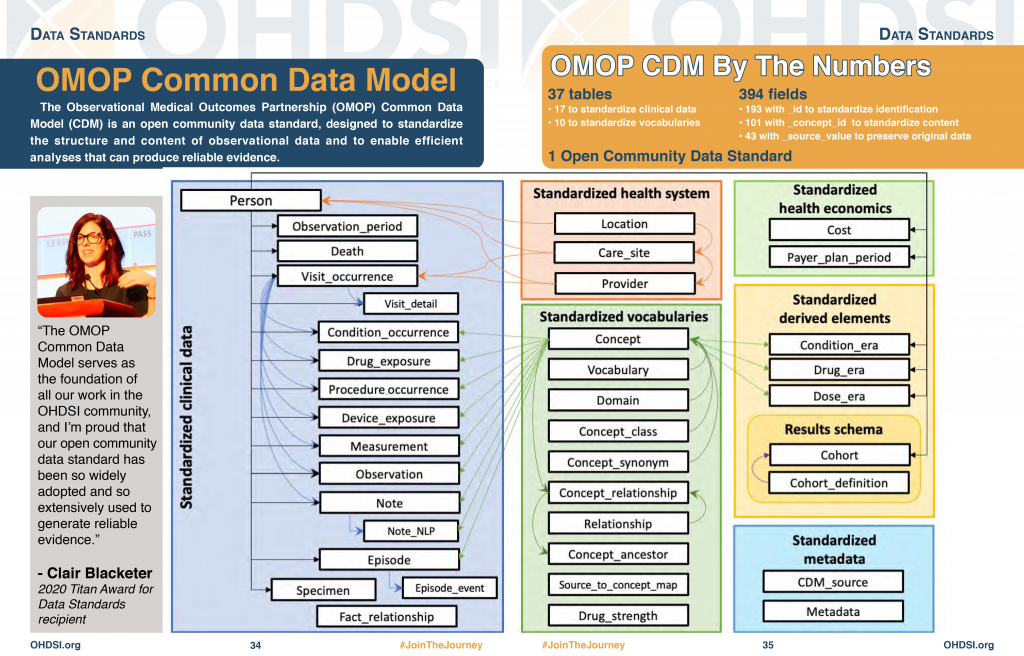 OHDSI
OHDSI
DATA STANDARDS
OMOP Common Data Model
The Observational Medical Outcomes Partnership (OMOP) Common Data
Model (CDM) is an open community data standard, designed to standardize
the structure and content of observational data and to enable efficient
analyses that can produce reliable evidence.
DATA STANDARDS
OMOP CDM By The Numbers
37 tables
• 17 to standardize clinical data
• 10 to standardize vocabularies
394 fields
• 193 with _id to standardize identification
• 101 with _concept_id to standardize content
• 43 with _source_value to preserve original data
1 Open Community Data Standard
PASS
“The OMOP
Common Data
Model serves as
the foundation of
all our work in the
OHDSI community,
and I’m proud that
our open community
data standard has
been so widely
adopted and so
extensively used to
generate reliable
evidence.”
- Clair Blacketer
2020 Titan Award for
Data Standards
recipient
Standardized clinical data
Person
Observation_period
Death
Visit_occurrence
Visit_detail
Condition_occurrence
Drug_exposure
Procedure occurrence
Device_exposure
Measurement
Observation
Note
Note_NLP
Episode
Specimen
Episode_event
Fact_relationship
Standardized health system
Location
Care_site
Provider
Standardized vocabularies
Concept
Vocabulary
Domain
Concept_class
Concept_synonym
Concept_relationship
Relationship
Concept_ancestor
Source_to_concept_map
Drug_strength
Standardized
health economics
Cost
Payer_plan_period
Standardized
derived elements
Condition_era
Drug_era
Dose_era
Results schema
Cohort
Cohort_definition
Standardized
metadata
CDM_source
Metadata
OHDSI.org
34
#JoinTheJourney
#JoinTheJourney
35
OHDSI.org